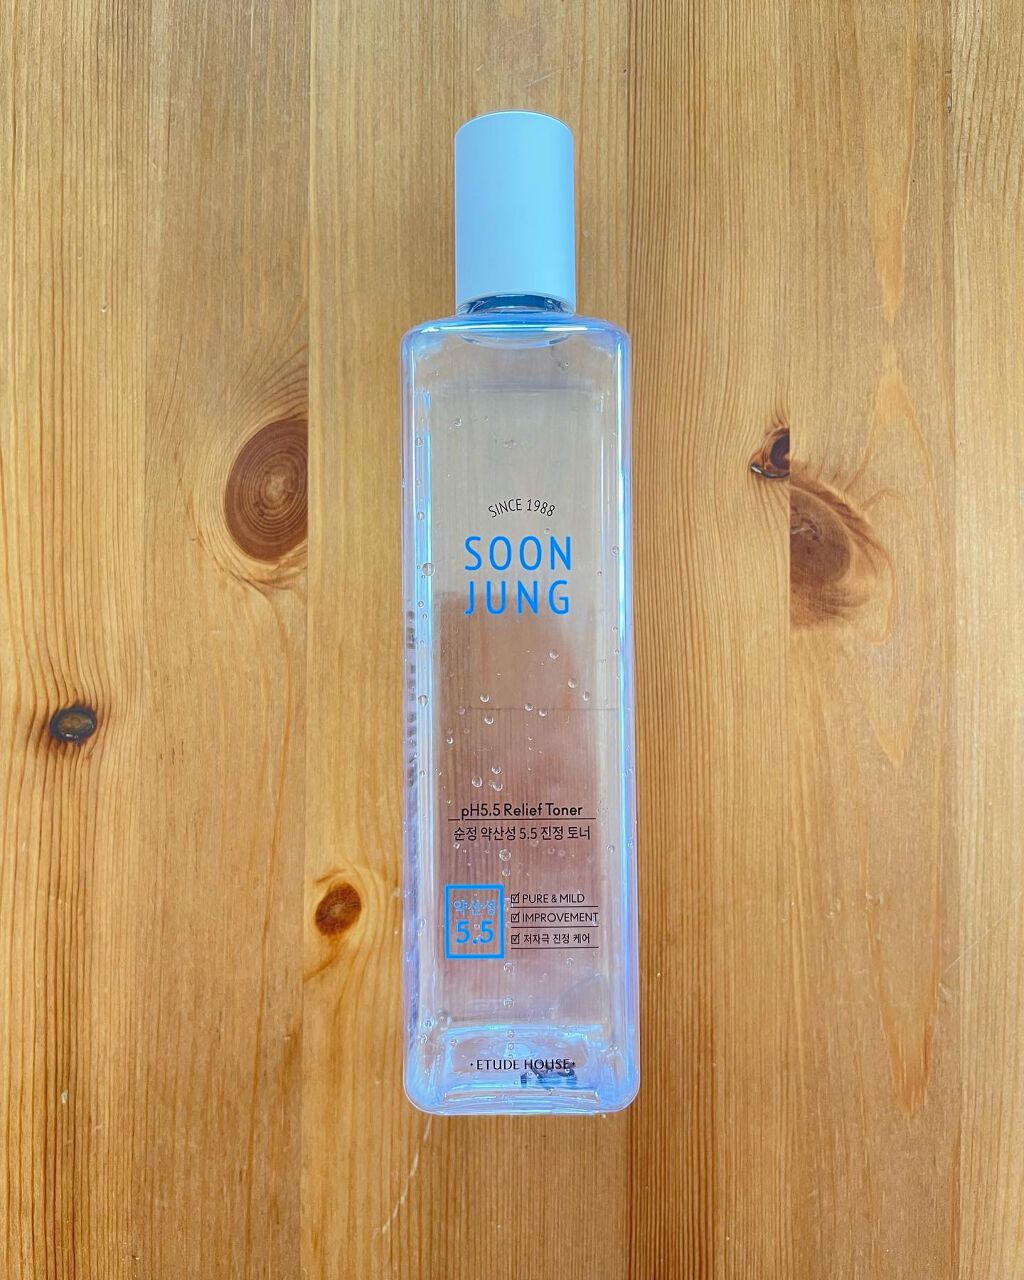 SINCE 1988
SOON
JUNG
pH5.5 Relief Toner
순정 약산성 5.5 진정 토너
약산성
5.5
☑ PURE & MILD
☑ IMPROVEMENT
☑ 저자극 진정 케어
·ETUDE HOUSE·